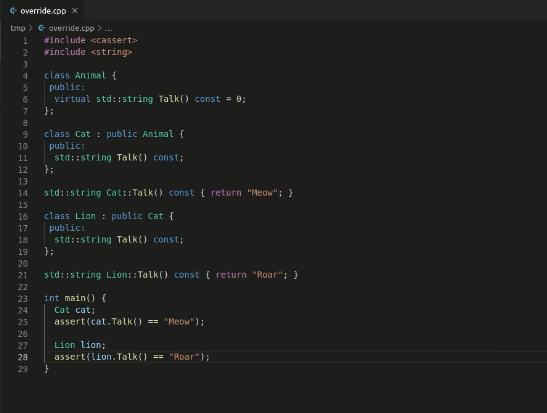 override.cpp ×
tmp > override.cpp > ...
1 #include <cassert>
2 #include <string>
3
4 class Animal {
5 public:
6 virtual std::string Talk() const = 0;
7 };
8
9 class Cat : public Animal {
10 public:
11 std::string Talk() const;
12 };
13
14 std::string Cat::Talk() const { return "Meow"; }
15
16 class Lion : public Cat {
17 public:
18 std::string Talk() const;
19 };
20
21 std::string Lion::Talk() const { return "Roar"; }
22
23 int main() {
24 Cat cat;
25 assert(cat.Talk() == "Meow");
26
27 Lion lion;
28 assert(lion.Talk() == "Roar");
29 }